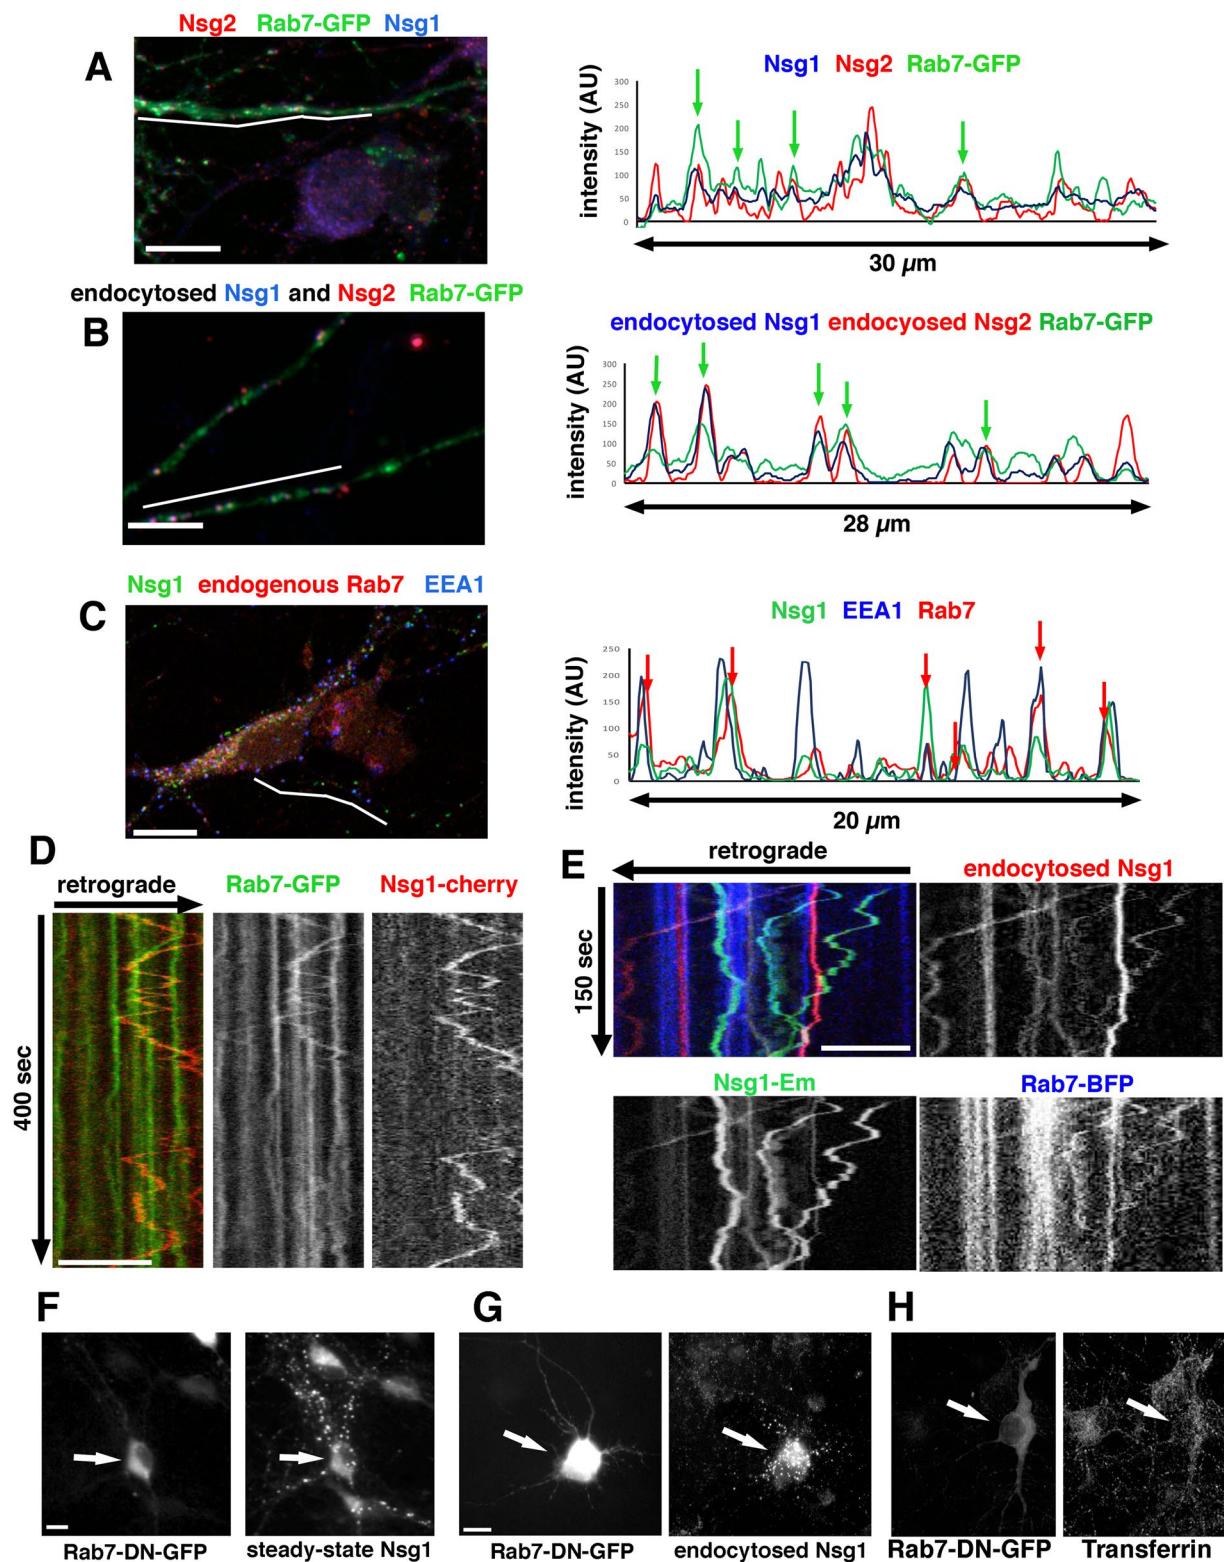 Nsg2 Rab7-GFP Nsg1
A
Nsg1 Nsg2 Rab7-GFP
intensity (AU)
300
250
200
150
100
50
0
30 µm
endocytosed Nsg1 and Nsg2 Rab7-GFP
B
endocytosed Nsg1 endocyosed Nsg2 Rab7-GFP
intensity (AU)
300
250
200
150
100
50
0
28 µm
Nsg1 endogenous Rab7 EEA1
C
Nsg1 EEA1 Rab7
intensity (AU)
250
200
150
100
50
0
20 µm
D
retrograde
Rab7-GFP
Nsg1-cherry
400 sec
E
retrograde
endocytosed Nsg1
150 sec
Nsg1-Em
Rab7-BFP
F
Rab7-DN-GFP
steady-state Nsg1
G
Rab7-DN-GFP
endocytosed Nsg1
H
Rab7-DN-GFP
Transferrin